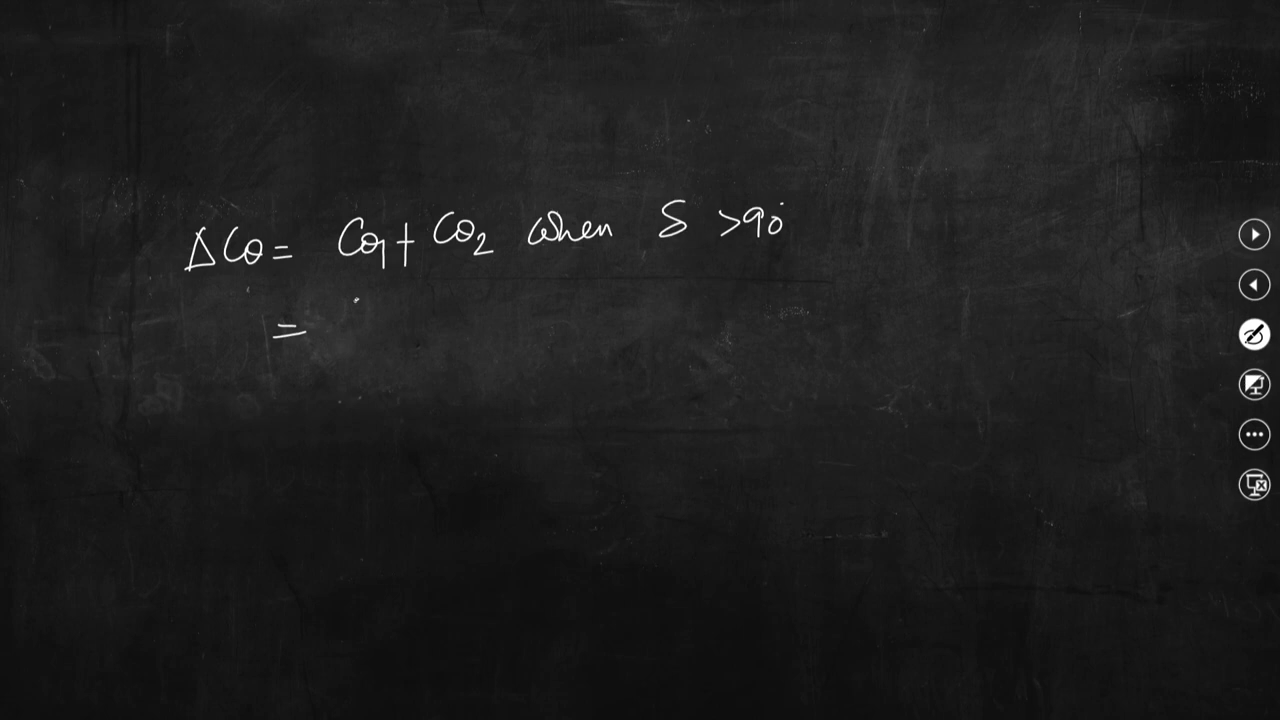 ΔCθ = Cθ1 + Cθ2 when δ >90°
=